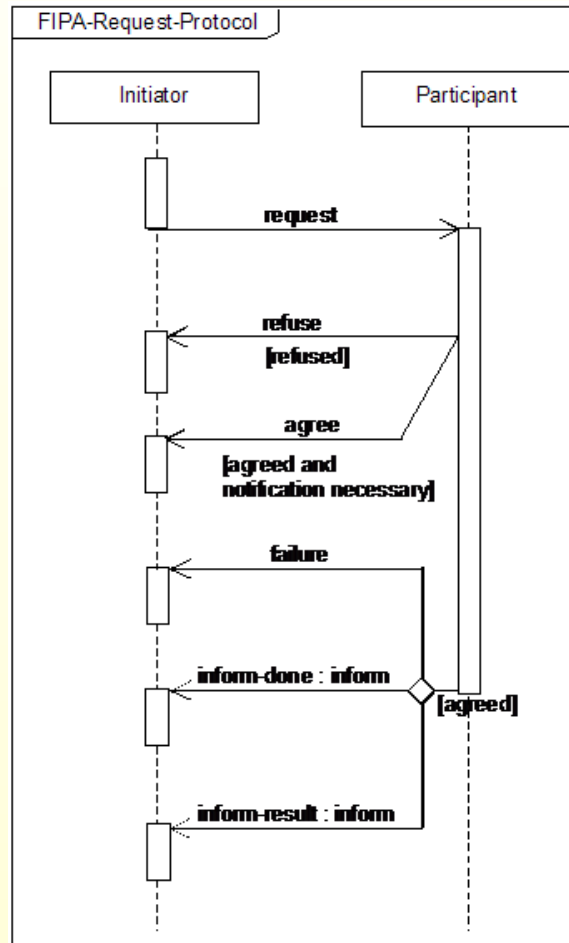 FIPA-Request-Protocol
Initiator
Participant
request
refuse
[refused]
agree
[agreed and
notification necessary]
failure
inform-done : inform
[agreed]
inform-result : inform